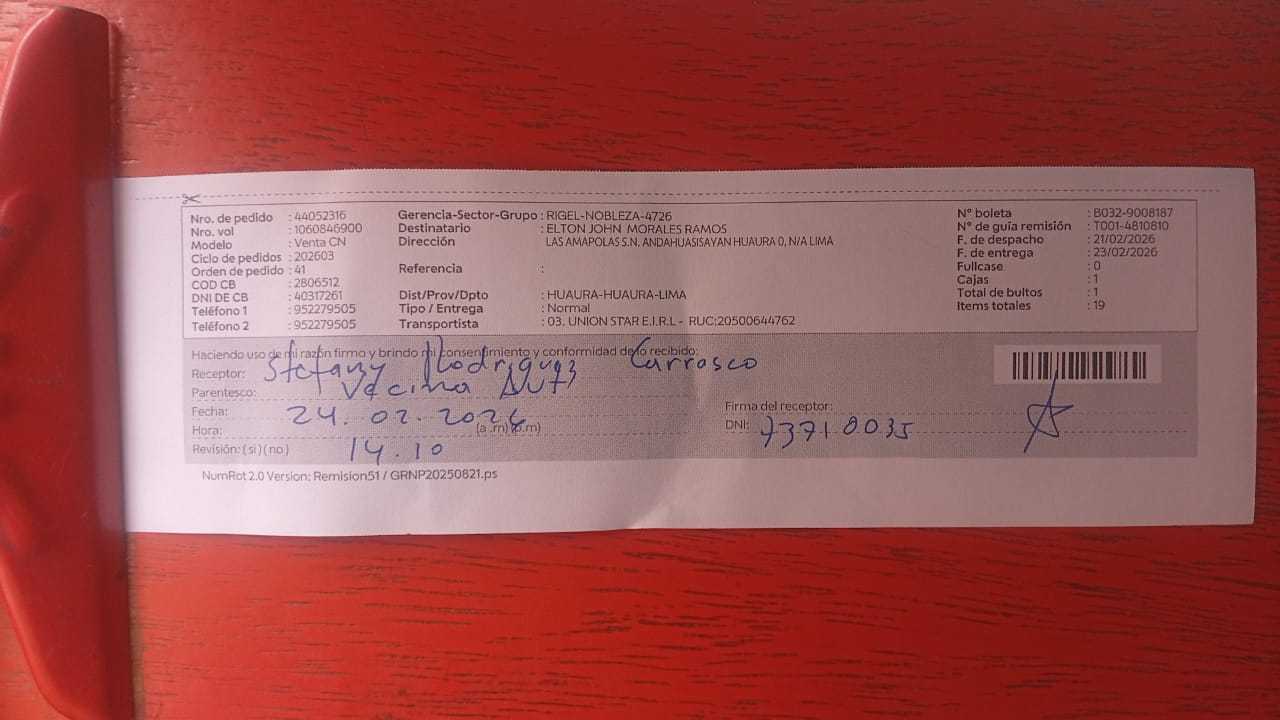 Nro. de pedido : 44052316
Nro. vol : 1060846900
Modelo : Venta CN
Ciclo de pedidos : 202603
Orden de pedido : 41
COD CB : 2806512
DNI DE CB : 40317261
Teléfono 1 : 952279505
Teléfono 2 : 952279505
Gerencia-Sector-Grupo : RIGEL-NOBLEZA-4726
Destinatario : ELTON JOHN MORALES RAMOS
Dirección LAS AMAPOLAS S.N. ANDAHUASISAYAN HUAURA 0, N/A LIMA
Referencia :
Dist/Prov/Dpto : HUAURA-HUAURA-LIMA
Tipo / Entrega : Normal
Transportista : 03. UNION STAR E.I.R.L - RUC:20500644762
N° boleta : B032-9008187
N° de guía remisión : T001-4810810
F. de despacho : 21/02/2026
F. de entrega : 23/02/2026
Fullcase : 0
Cajas : 1
Total de bultos : 1
Items totales : 19
Haciendo uso de mi razón firmo y brindo mi consentimiento y conformidad de lo recibido:
Receptor: Stefany Rodriguez Carrasco
Parentesco: Vecina
Fecha: 24.02.2026
Hora: (a .m) (p.m)
14.10
Revisión: ( si ) ( no )
Firma del receptor:
DNI: 73710035
NumRot 2.0 Version: Remision51 / GRNP20250821.ps